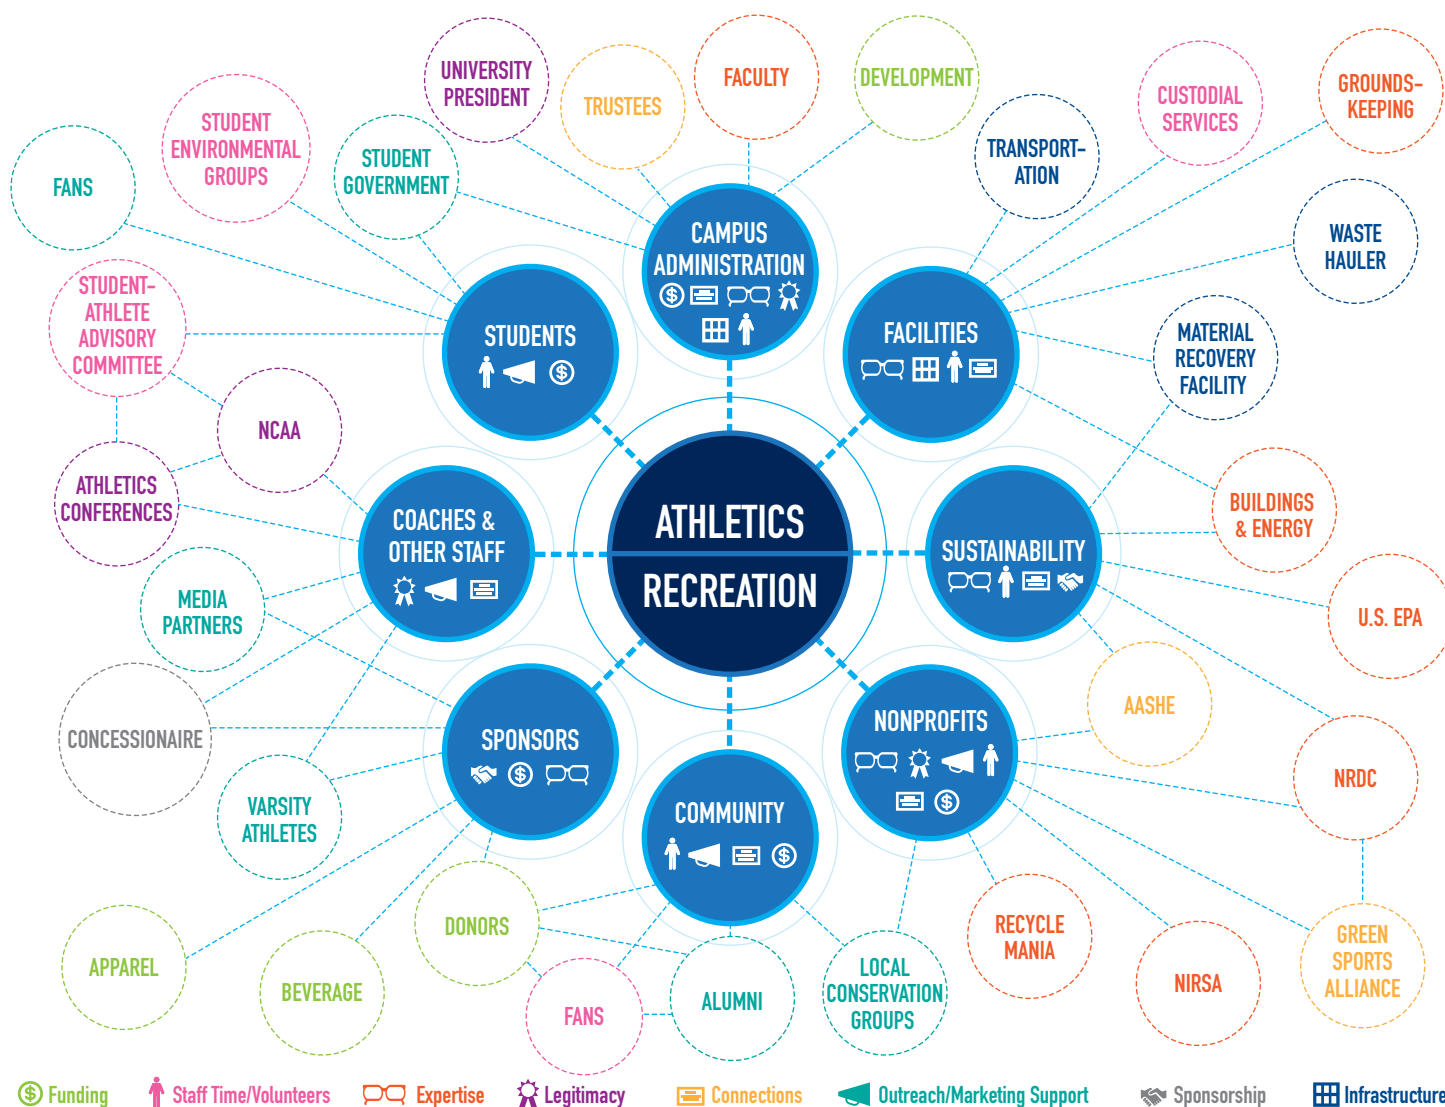 UNIVERSITY
PRESIDENT
TRUSTEES
FACULTY
DEVELOPMENT
CUSTODIAL
SERVICES
GROUNDS-
KEEPING
STUDENT
ENVIRONMENTAL
GROUPS
STUDENT
GOVERNMENT
TRANSPORT-
ATION
FANS
WASTE
HAULER
CAMPUS
ADMINISTRATION
STUDENT-
ATHLETE
ADVISORY
COMMITTEE
STUDENTS
FACILITIES
MATERIAL
RECOVERY
FACILITY
NCAA
ATHLETICS
CONFERENCES
COACHES &
OTHER STAFF
ATHLETICS
RECREATION
SUSTAINABILITY
BUILDINGS
& ENERGY
MEDIA
PARTNERS
U.S. EPA
CONCESSIONAIRE
SPONSORS
NONPROFITS
AASHE
NRDC
VARSITY
ATHLETES
COMMUNITY
APPAREL
BEVERAGE
DONORS
FANS
ALUMNI
LOCAL
CONSERVATION
GROUPS
RECYCLE
MANIA
NIRSA
GREEN
SPORTS
ALLIANCE
Funding
Staff Time/Volunteers
Expertise
Legitimacy
Connections
Outreach/Marketing Support
Sponsorship
Infrastructure